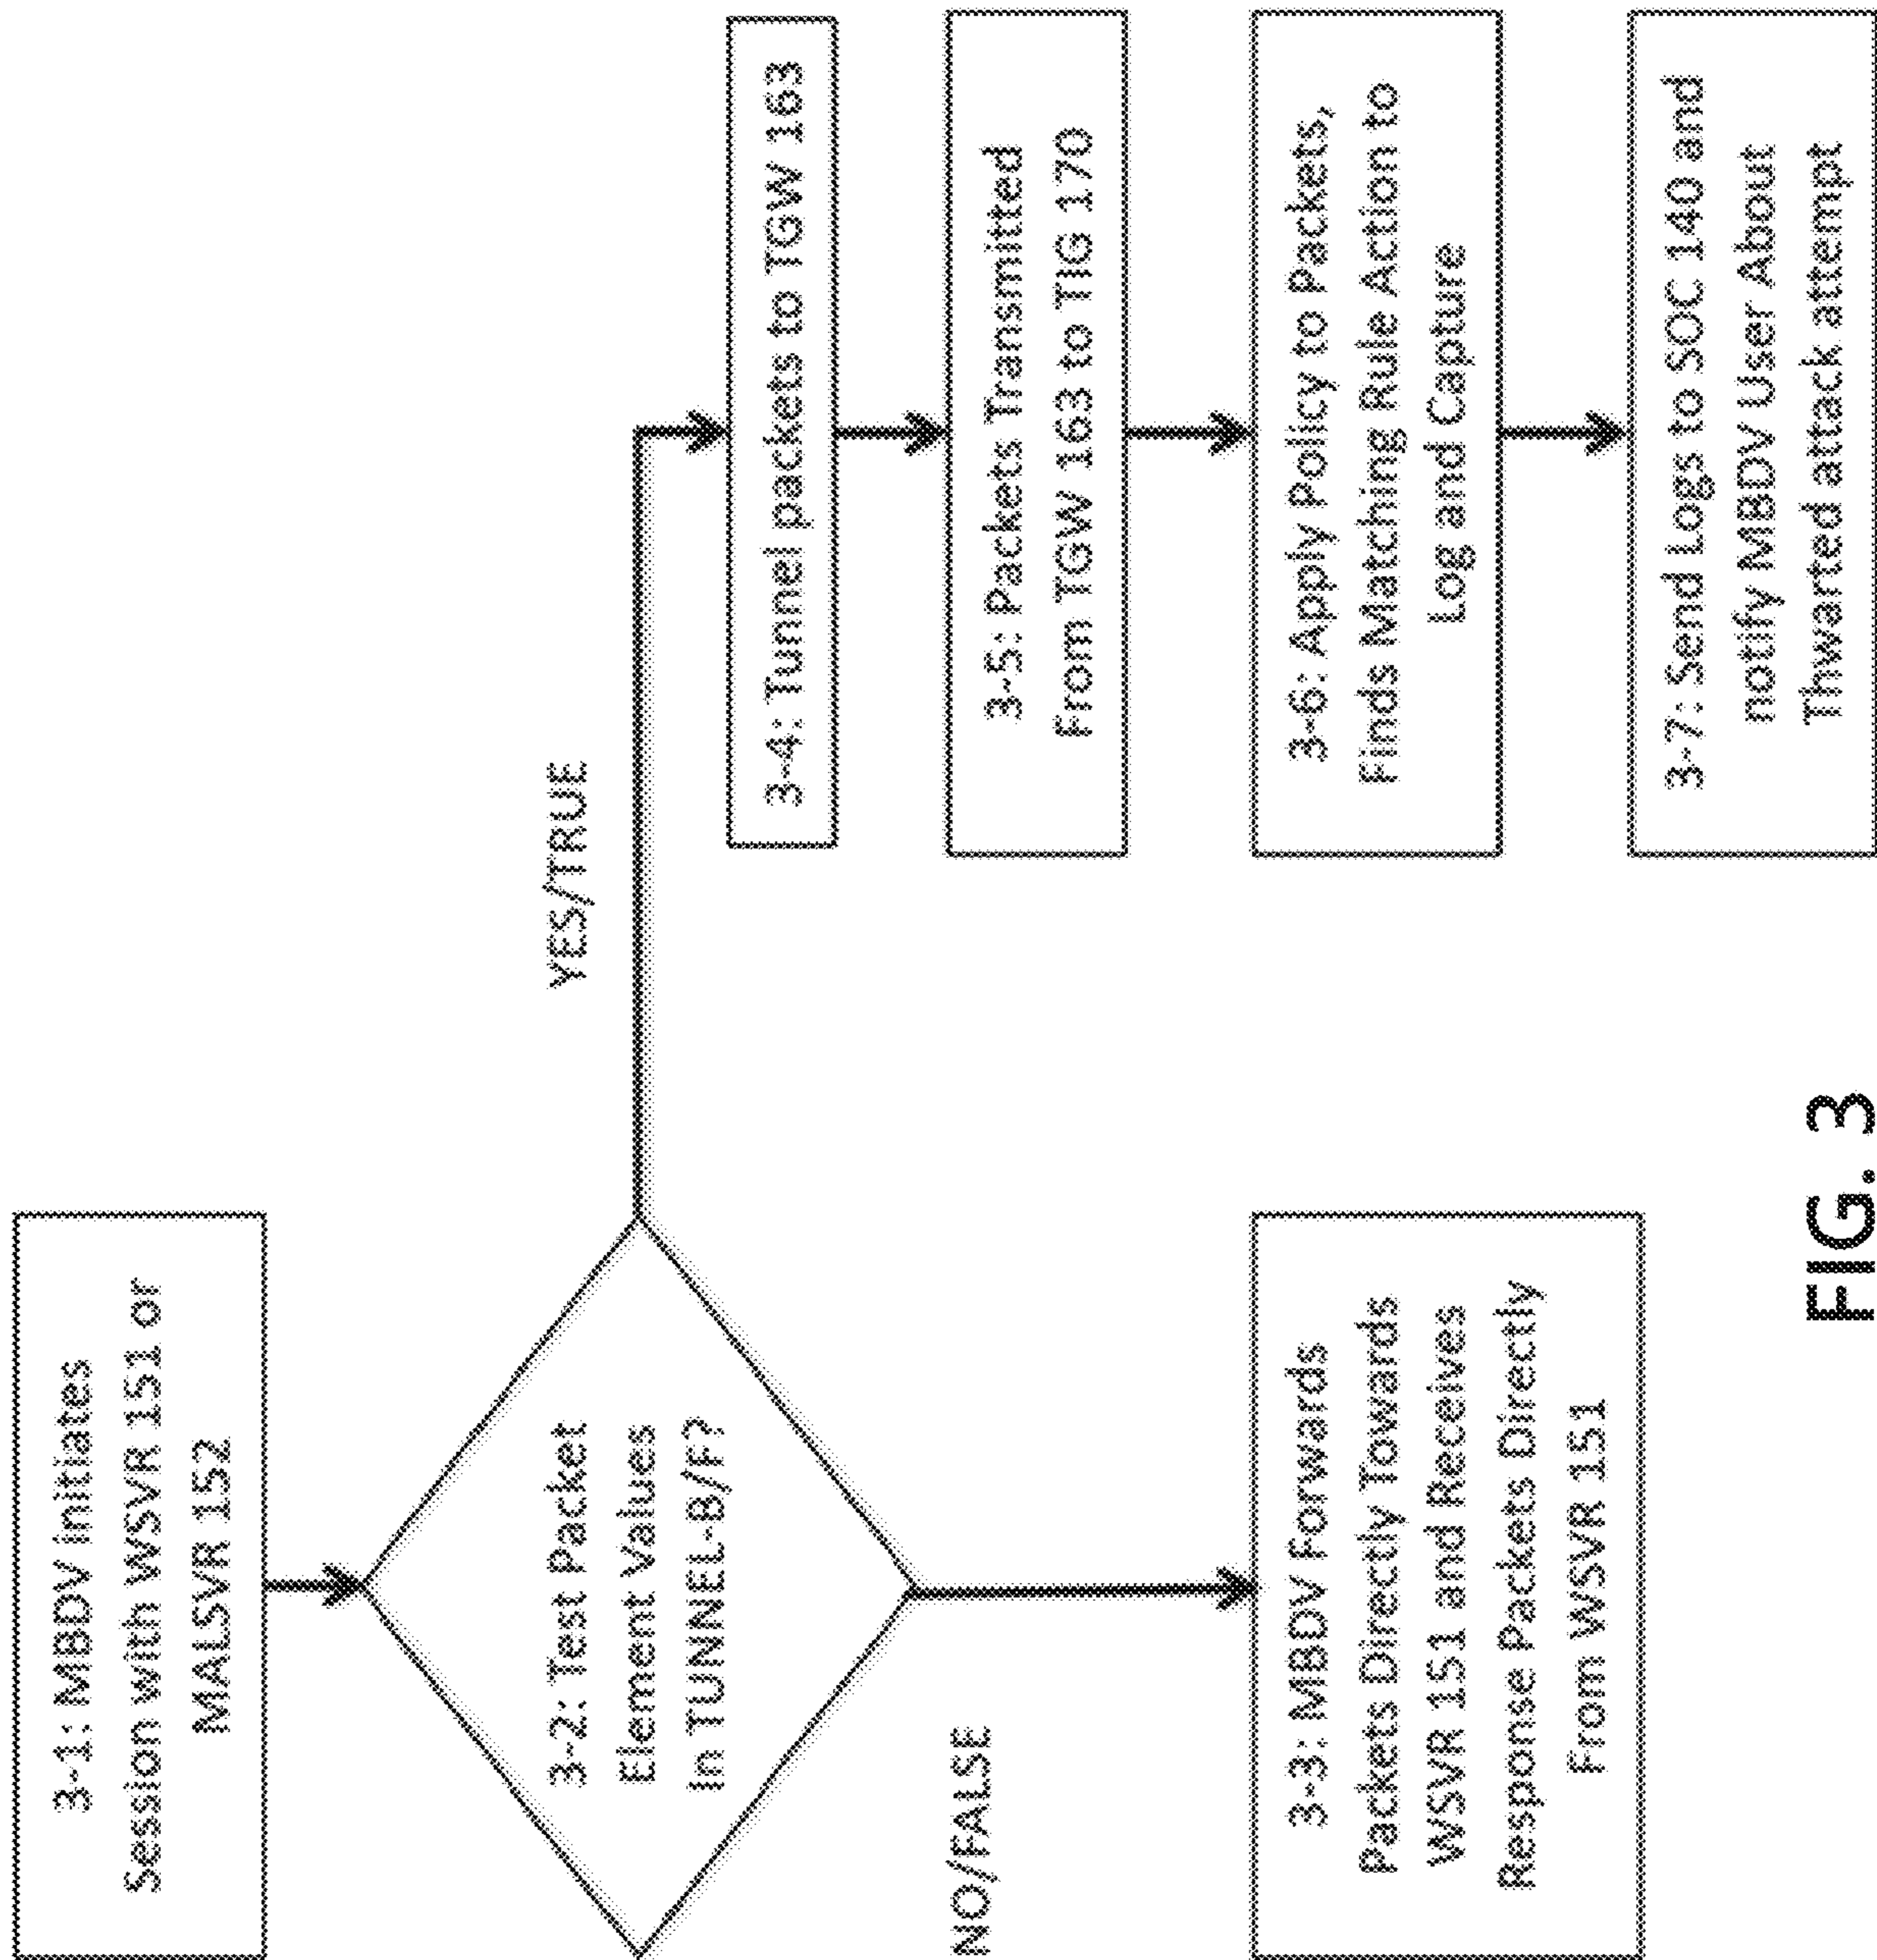 3-1: MBDV initiates
Session with WSVR 151 or
MALSVR 152
3-2: Test Packet
Element Values
In TUNNEL-B/F?
YES/TRUE
NO/FALSE
3-3: MBDV Forwards
Packets Directly Towards
WSVR 151 and Receives
Response Packets Directly
From WSVR 151
3-4: Tunnel packets to TGW 163
3-5: Packets Transmitted
From TGW 163 to TIG 170
3-6: Apply Policy to Packets,
Finds Matching Rule Action to
Log and Capture
3-7: Send Logs to SOC 140 and
notify MBDV User About
Thwarted attack attempt
FIG. 3